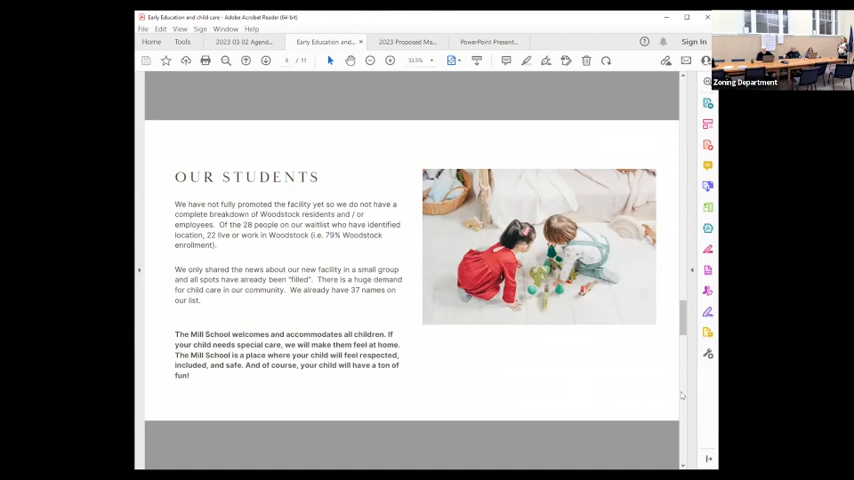 Early Education and child care - Adobe Acrobat Reader (64-bit)
File Edit View Sign Window Help
Home Tools 2023 03 02 Agend... Early Education and... × 2023 Proposed Ma... PowerPoint Present... Sign In
8 / 11 53.5%
Zoning Department
OUR STUDENTS
We have not fully promoted the facility yet so we do not have a
complete breakdown of Woodstock residents and / or
employees. Of the 28 people on our waitlist who have identified
location, 22 live or work in Woodstock (i.e. 79% Woodstock
enrollment).
We only shared the news about our new facility in a small group
and all spots have already been "filled". There is a huge demand
for child care in our community. We already have 37 names on
our list.
The Mill School welcomes and accommodates all children. If
your child needs special care, we will make them feel at home.
The Mill School is a place where your child will feel respected,
included, and safe. And of course, your child will have a ton of
fun!